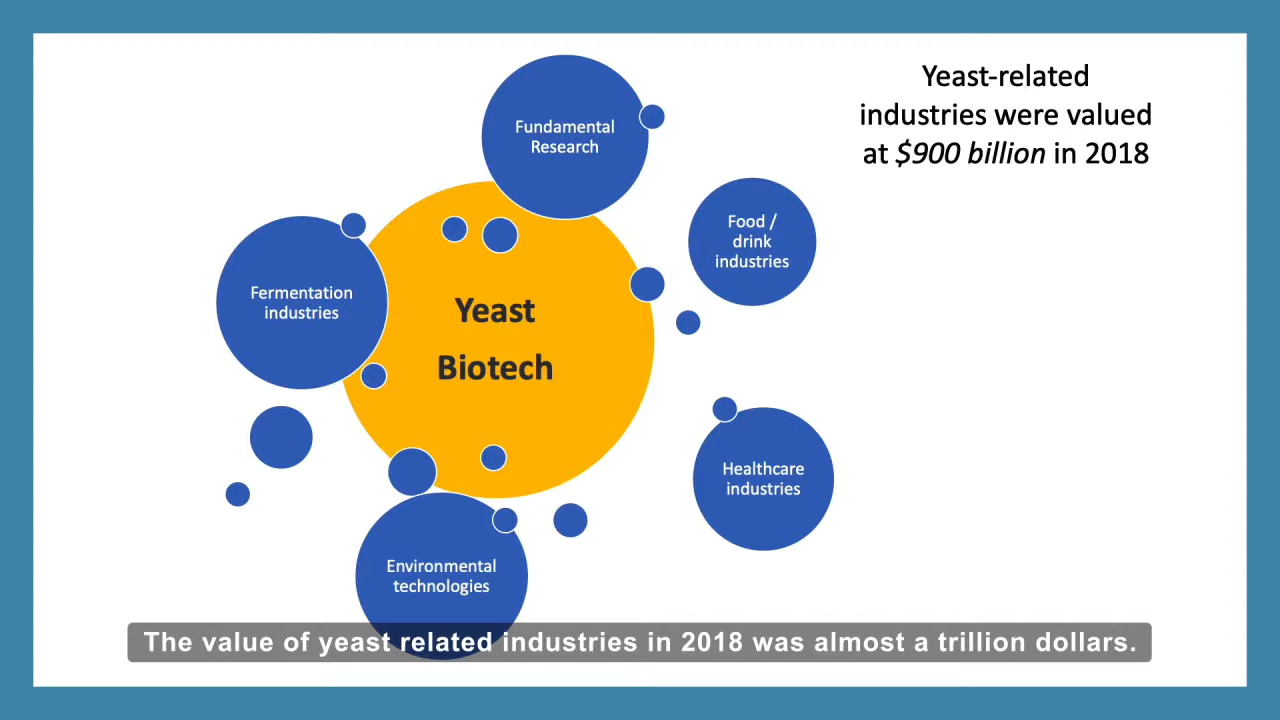 Yeast-related
industries were valued
at $900 billion in 2018
Fundamental
Research
Food /
drink
industries
Fermentation
industries
Yeast
Biotech
Healthcare
industries
Environmental
technologies
The value of yeast related industries in 2018 was almost a trillion dollars.